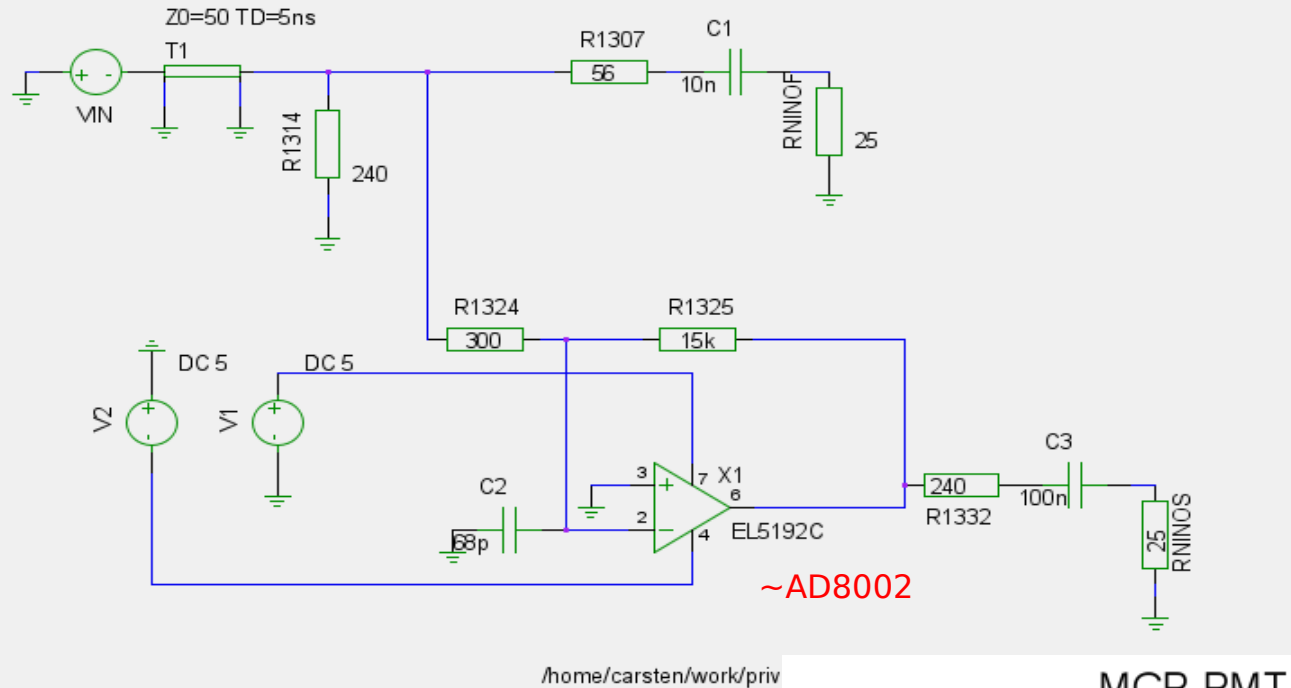 Z0=50 TD=5ns
T1
VIN
R1314
240
R1307
56
C1
10n
RNINOF
25
R1324
300
R1325
15k
DC 5
V2
DC 5
V1
C2
68p
3
2
7
X1
6
4
EL5192C
~AD8002
240
R1332
C3
100n
25
RNINOS
/home/carsten/work/priv
MCP-PMT